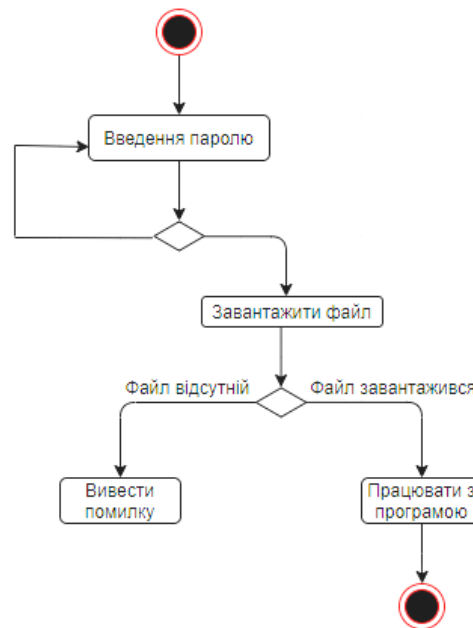 Введення паролю
Завантажити файл
Файл відсутній
Файл завантажився
Вивести
помилку
Працювати з
програмою